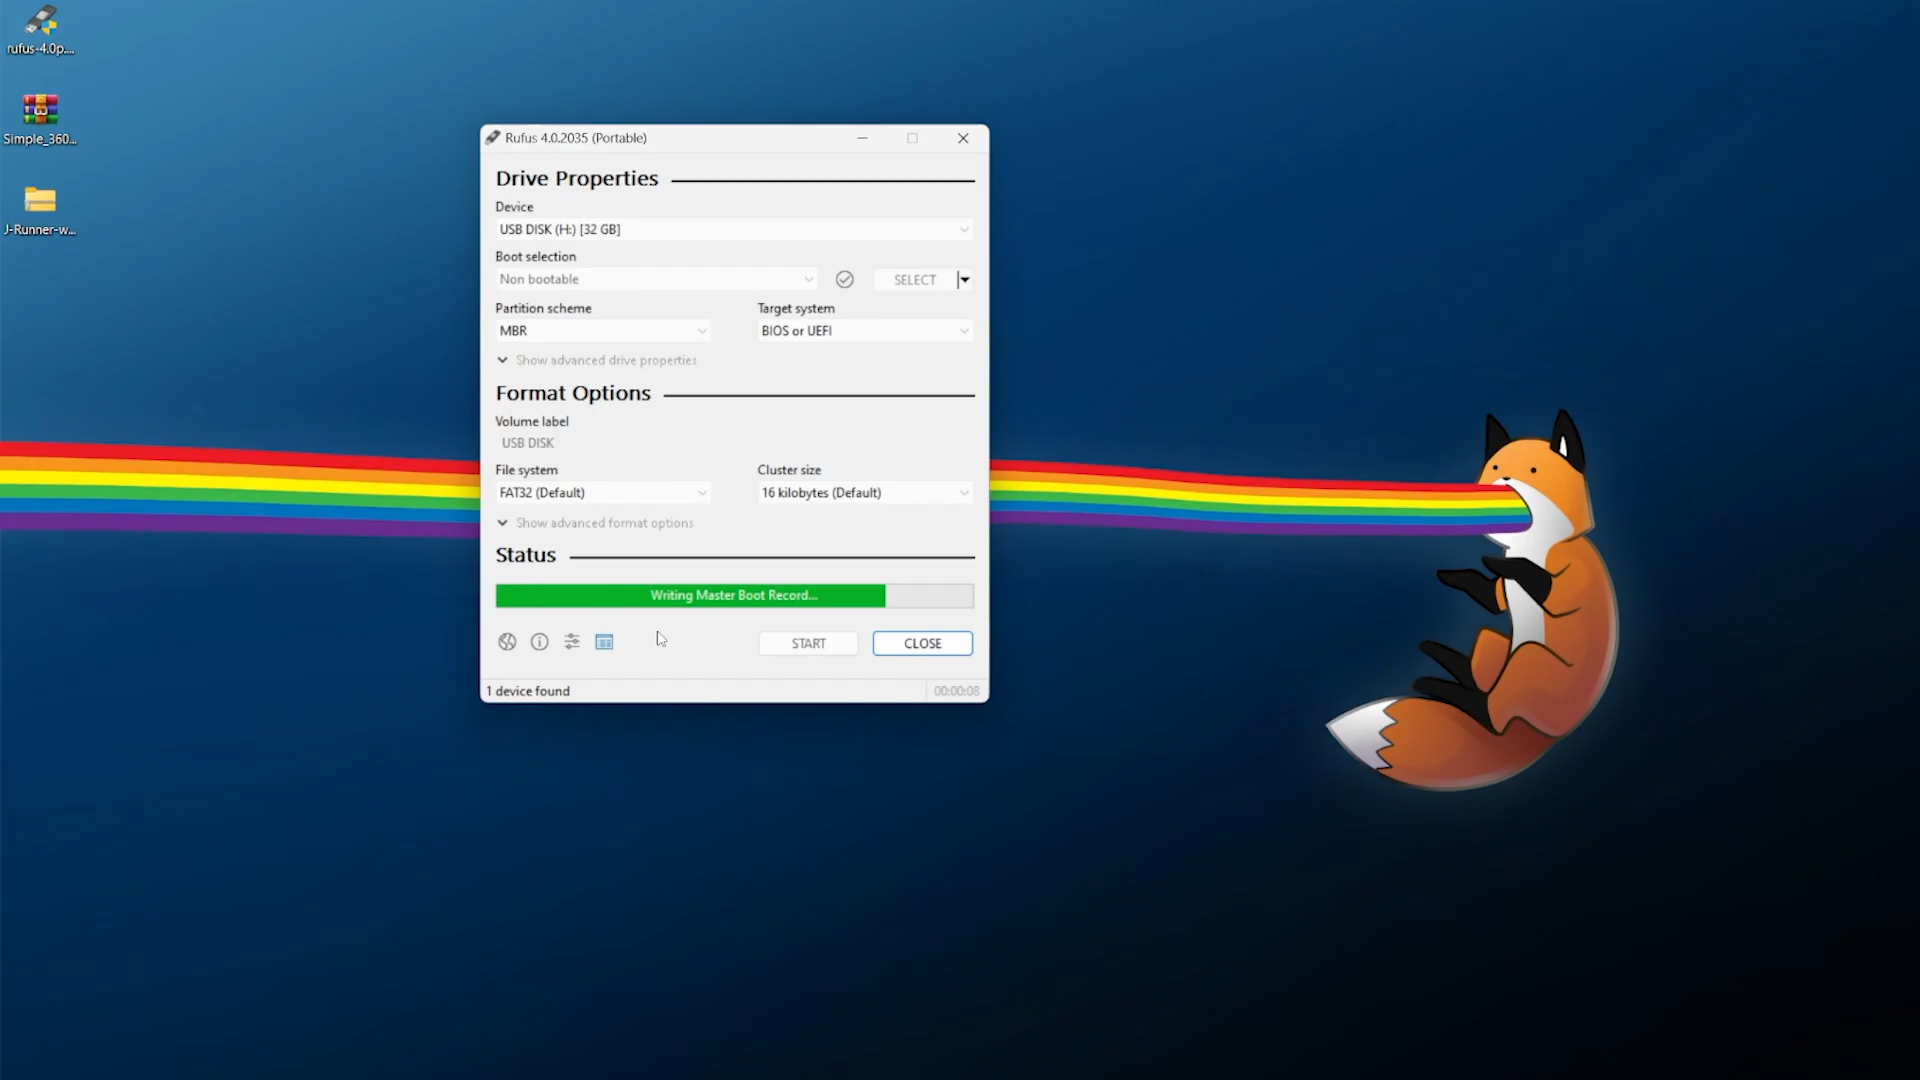 rufus-4.0p....
Simple_360...
J-Runner-w...
Rufus 4.0.2035 (Portable)
Drive Properties
Device
USB DISK (H:) [32 GB]
Boot selection
Non bootable
SELECT
Partition scheme
Target system
MBR
BIOS or UEFI
Show advanced drive properties
Format Options
Volume label
USB DISK
File system
Cluster size
FAT32 (Default)
16 kilobytes (Default)
Show advanced format options
Status
Writing Master Boot Record...
START
CLOSE
1 device found
00:00:08